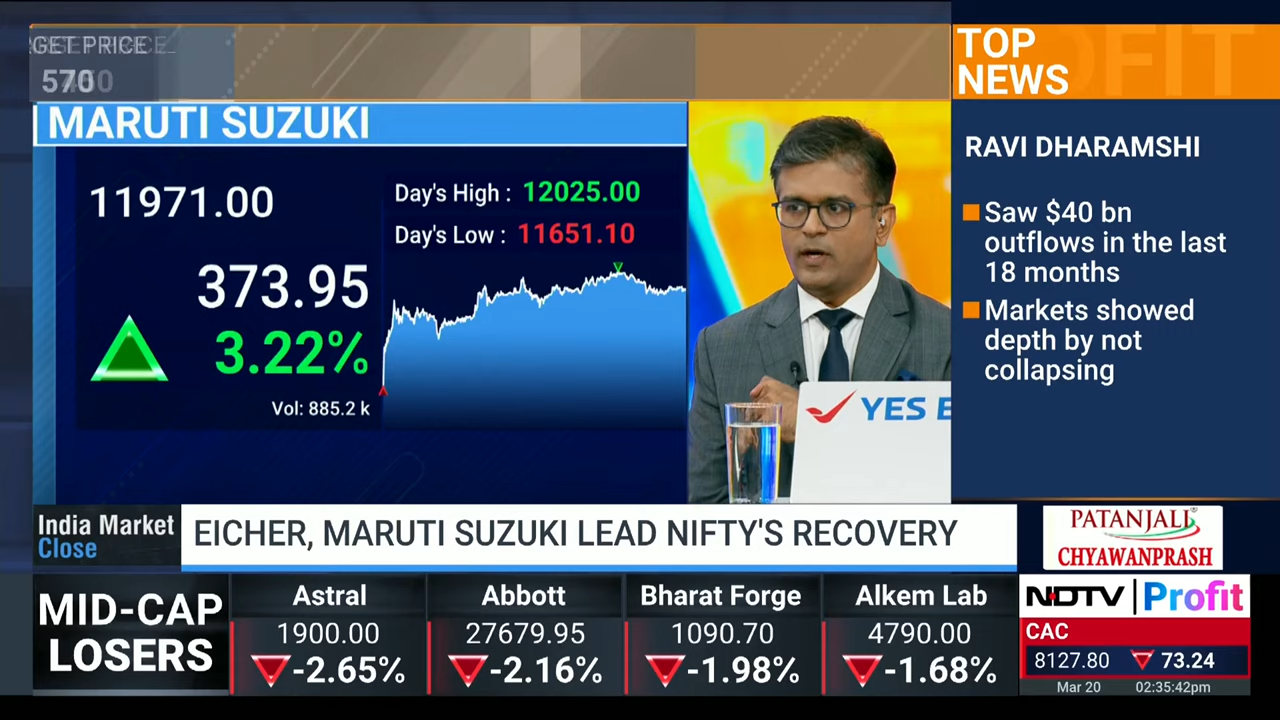 570
MARUTI SUZUKI
11971.00
373.95
3.22%
Vol: 885.2 k
Day's High : 12025.00
Day's Low : 11651.10
YES
TOP
NEWS
RAVI DHARAMSHI
Saw $40 bn
outflows in the last
18 months
Markets showed
depth by not
collapsing
India Market
Close
EICHER, MARUTI SUZUKI LEAD NIFTY'S RECOVERY
PATANJALI
CHYAWANPRASH
MID-CAP
LOSERS
Astral
1900.00
-2.65%
Abbott
27679.95
-2.16%
Bharat Forge
1090.70
-1.98%
Alkem Lab
4790.00
-1.68%
NDTV Profit
CAC
8127.80 73.24
Mar 20 02:35:42pm